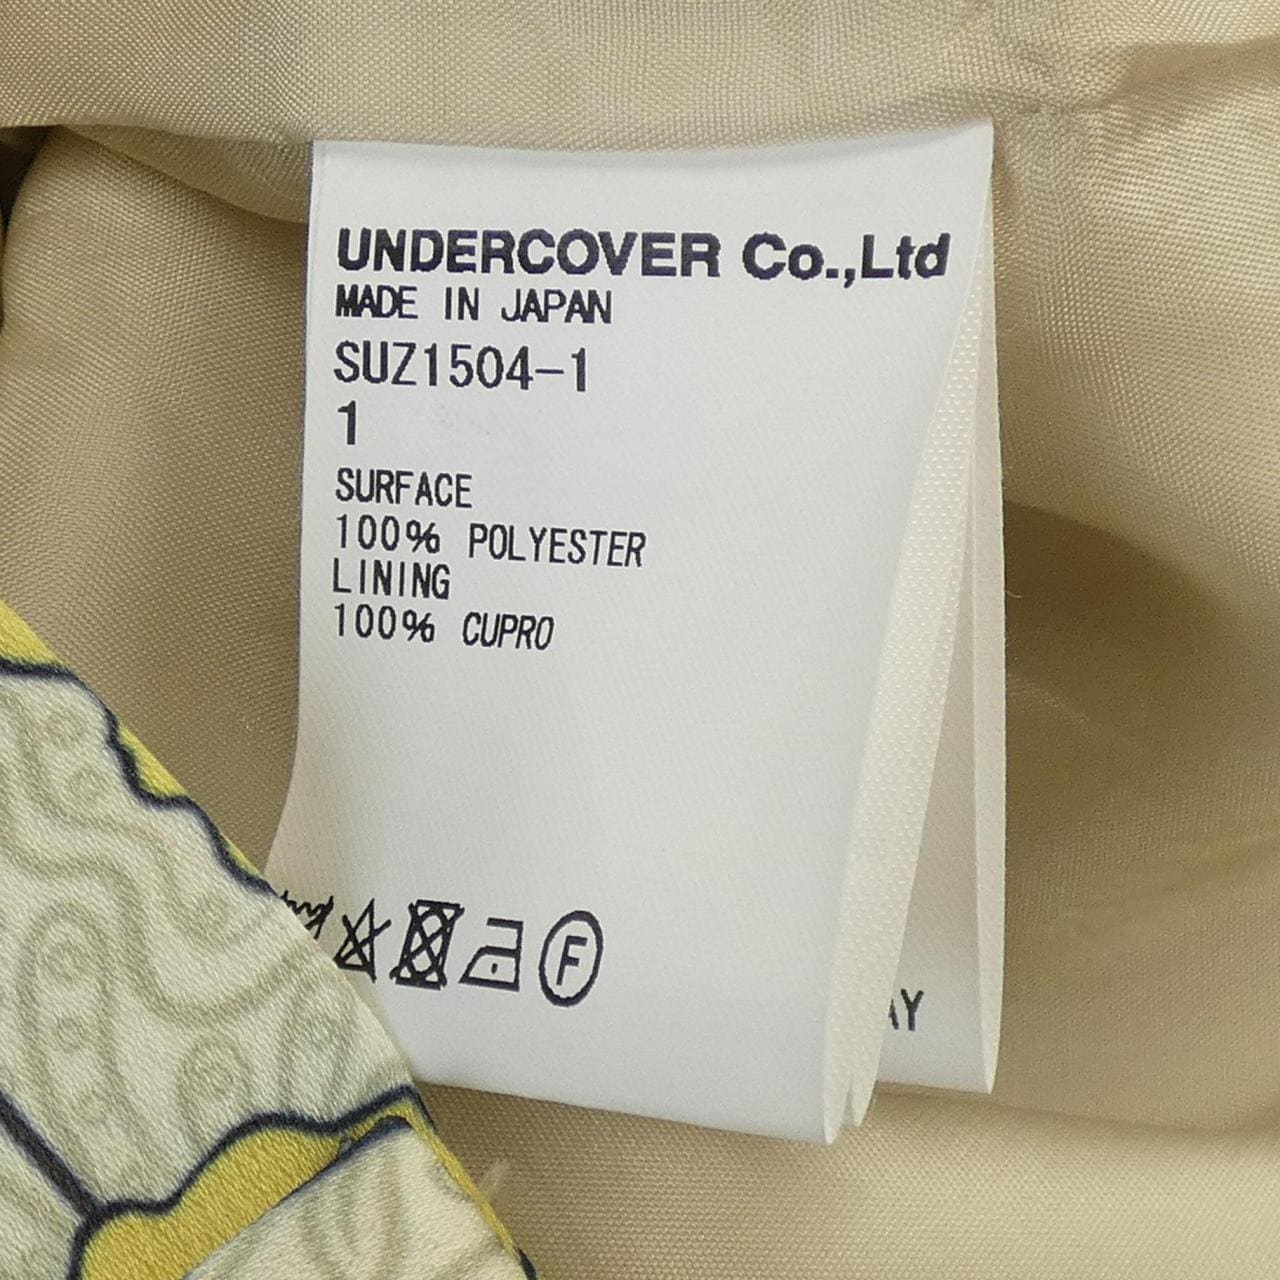 UNDERCOVER Co.,Ltd
MADE IN JAPAN
SUZ1504-1
1
SURFACE
100% POLYESTER
LINING
100% CUPRO
F